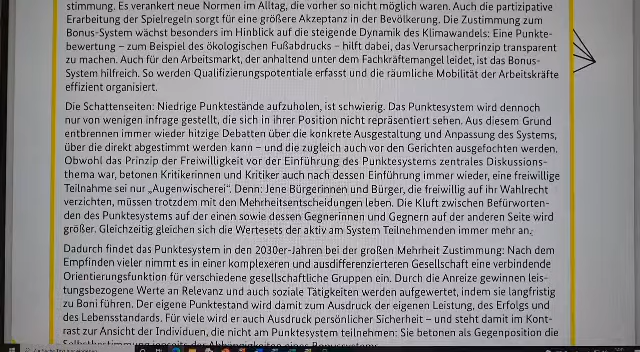 stimmung. Es verankert neue Normen im Alltag, die vorher so nicht möglich waren. Auch die partizipative
Erarbeitung der Spielregeln sorgt für eine größere Akzeptanz in der Bevölkerung. Die Zustimmung zum
Bonus-System wächst besonders im Hinblick auf die steigende Dynamik des Klimawandels: Eine Punkte-
bewertung – zum Beispiel des ökologischen Fußabdrucks – hilft dabei, das Verursacherprinzip transparent
zu machen. Auch für den Arbeitsmarkt, der anhaltend unter dem Fachkräftemangel leidet, ist das Bonus-
System hilfreich. So werden Qualifizierungspotentiale erfasst und die räumliche Mobilität der Arbeitskräfte
effizient organisiert.
Die Schattenseiten: Niedrige Punktestände aufzuholen, ist schwierig. Das Punktesystem wird dennoch
nur von wenigen infrage gestellt, die sich in ihrer Position nicht repräsentiert sehen. Aus diesem Grund
entbrennen immer wieder hitzige Debatten über die konkrete Ausgestaltung und Anpassung des Systems,
über die direkt abgestimmt werden kann – und die zugleich auch vor den Gerichten ausgefochten werden.
Obwohl das Prinzip der Freiwilligkeit vor der Einführung des Punktesystems zentrales Diskussions-
thema war, betonen Kritikerinnen und Kritiker auch nach dessen Einführung immer wieder, eine freiwillige
Teilnahme sei nur „Augenwischerei“. Denn: Jene Bürgerinnen und Bürger, die freiwillig auf ihr Wahlrecht
verzichten, müssen trotzdem mit den Mehrheitsentscheidungen leben. Die Kluft zwischen Befürworten-
den des Punktesystems auf der einen sowie dessen Gegnerinnen und Gegnern auf der anderen Seite wird
größer. Gleichzeitig gleichen sich die Wertesets der aktiv am System Teilnehmenden immer mehr an.
Dadurch findet das Punktesystem in den 2030er-Jahren bei der großen Mehrheit Zustimmung: Nach dem
Empfinden vieler nimmt es in einer komplexeren und ausdifferenzierteren Gesellschaft eine verbindende
Orientierungsfunktion für verschiedene gesellschaftliche Gruppen ein. Durch die Anreize gewinnen leis-
tungsbezogene Werte an Relevanz und auch soziale Tätigkeiten werden aufgewertet, indem sie langfristig
zu Boni führen. Der eigene Punktestand wird damit zum Ausdruck der eigenen Leistung, des Erfolgs und
des Lebensstandards. Für viele wird er auch Ausdruck persönlicher Sicherheit – und steht damit im Kont-
rast zur Ansicht der Individuen, die nicht am Punktesystem teilnehmen: Sie betonen als Gegenposition die